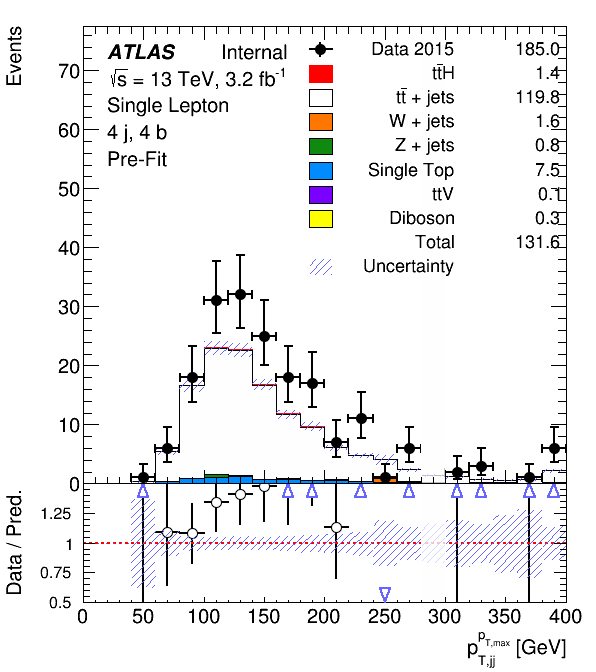 Events
70
60
50
40
30
20
10
0
ATLAS Internal
√s = 13 TeV, 3.2 fb⁻¹
Single Lepton
4 j, 4 b
Pre-Fit
Data 2015 185.0
tt̄H 1.4
tt̄ + jets 119.8
W + jets 1.6
Z + jets 0.8
Single Top 7.5
ttV 0.1
Diboson 0.3
Total 131.6
Uncertainty
Data / Pred.
1.25
1
0.75
0.5
0 50 100 150 200 250 300 350 400
p_{T,jj}^{p_{T,max}} [GeV]